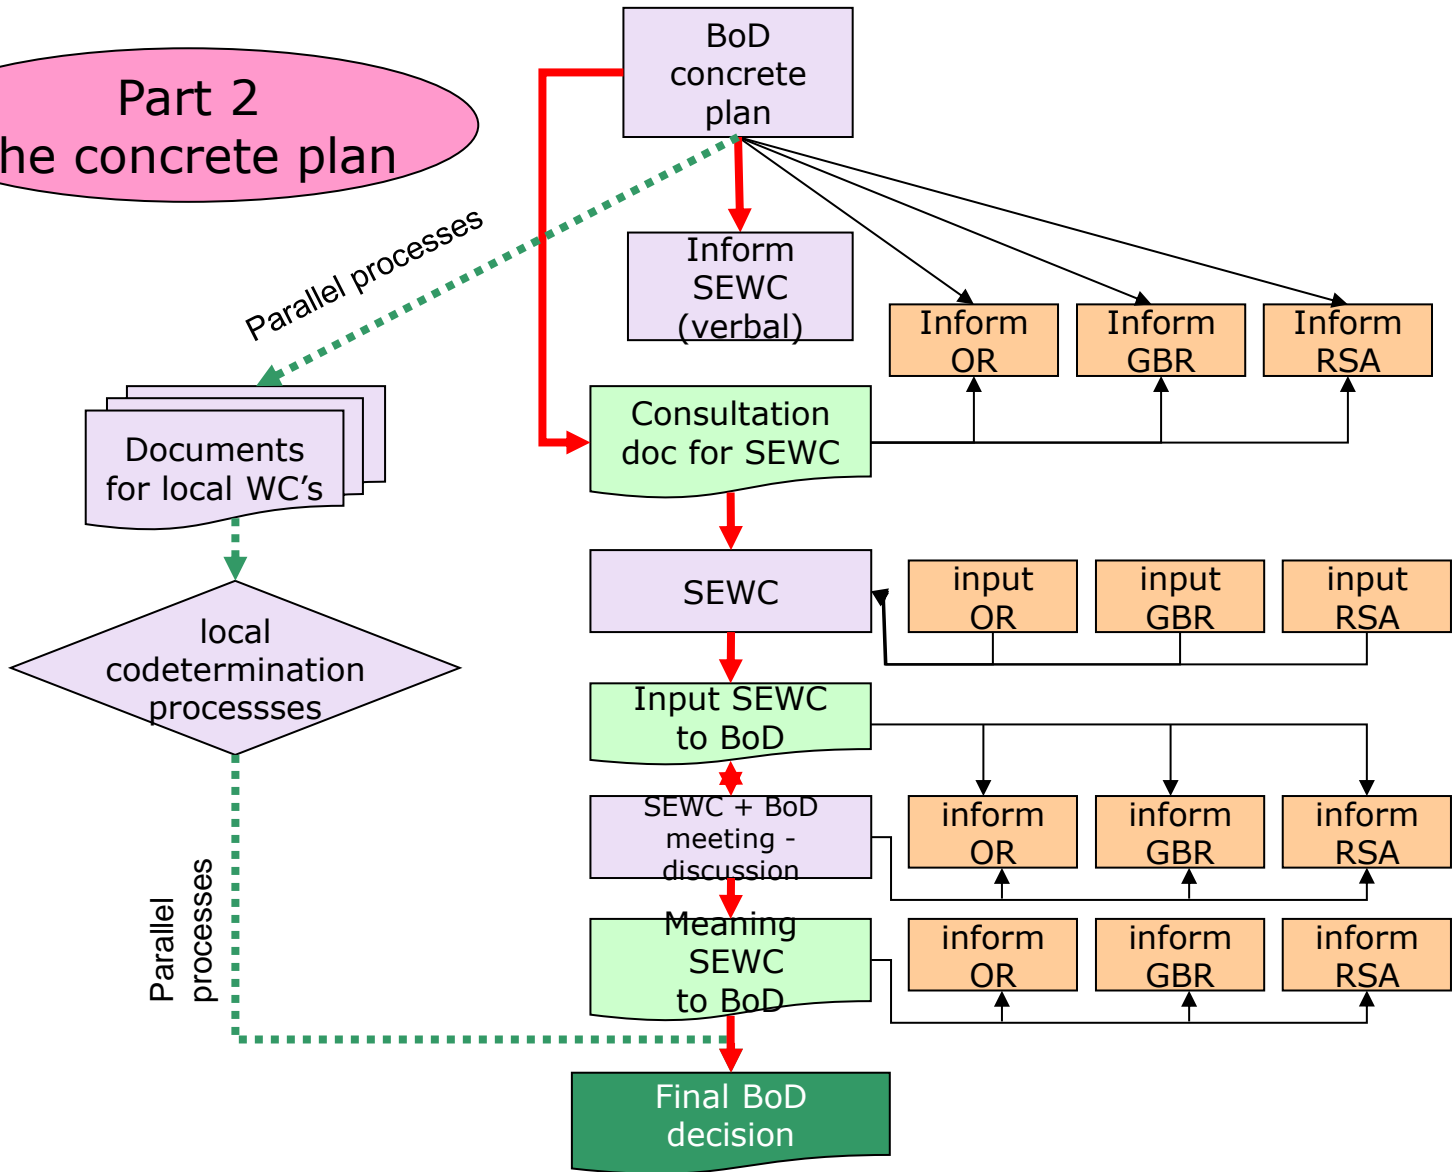 Part 2
he concrete plan
BoD
concrete
plan
Parallel processes
Inform
SEWC
(verbal)
Inform
OR
Inform
GBR
Inform
RSA
Consultation
doc for SEWC
Documents
for local WC’s
SEWC
input
OR
input
GBR
input
RSA
local
codetermination
processses
Input SEWC
to BoD
SEWC + BoD
meeting -
discussion
inform
OR
inform
GBR
inform
RSA
Parallel
processes
Meaning
SEWC
to BoD
inform
OR
inform
GBR
inform
RSA
Final BoD
decision